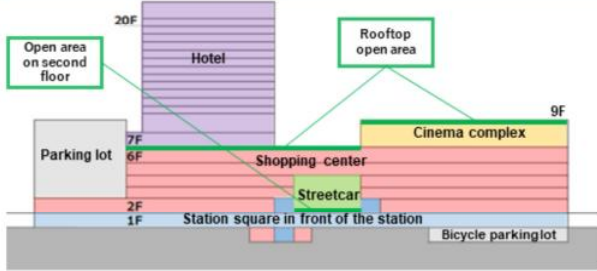 20F
Open area
on second
floor
Hotel
Rooftop
open area
9F
7F
Cinema complex
Parking lot
6F
Shopping center
Streetcar
2F
1F
Station square in front of the station
Bicycle parking lot